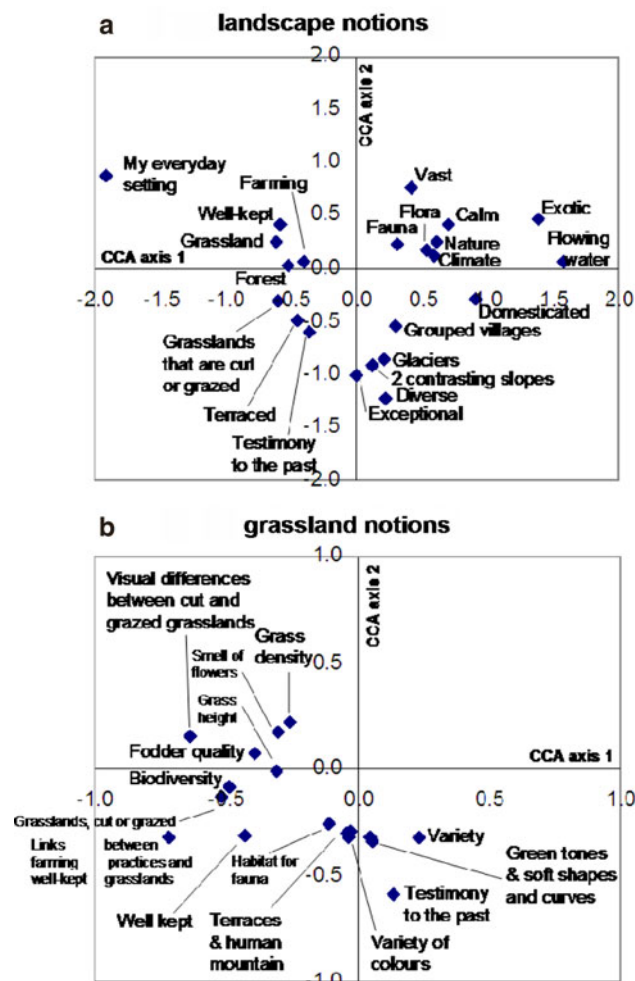 a landscape notions
2.0
CCA axis 2
1.5
1.0
My everyday
setting
Farming
Vast
Well-kept
0.5
Flora
Calm
Exotic
Grassland
Fauna
Nature
Flowing
CCA axis 1
Climate
water
0.0
Forest
-2.0 -1.5 -1.0 -0.5 0.0 0.5 1.0 1.5 2.0
Domesticated
-0.5
Grouped villages
Grasslands
that are cut
or grazed
Glaciers
-1.0
2 contrasting slopes
Terraced
Diverse
Exceptional
-1.5
Testimony
to the past
-2.0
b grassland notions
1.0
Visual differences
between cut and
grazed grasslands
CCA axis 2
Grass
density
0.5
Smell of
flowers
Grass
height
Fodder quality
CCA axis 1
0.0
Biodiversity
-1.0 -0.5 0.0 0.5 1.0
Grasslands, cut or grazed
Links between
farming practices and
well-kept grasslands
Habitat for
fauna
Variety
Green tones
& soft shapes
and curves
-0.5
Testimony
to the past
Well kept
Terraces
& human
mountain
Variety of
colours
-1.0